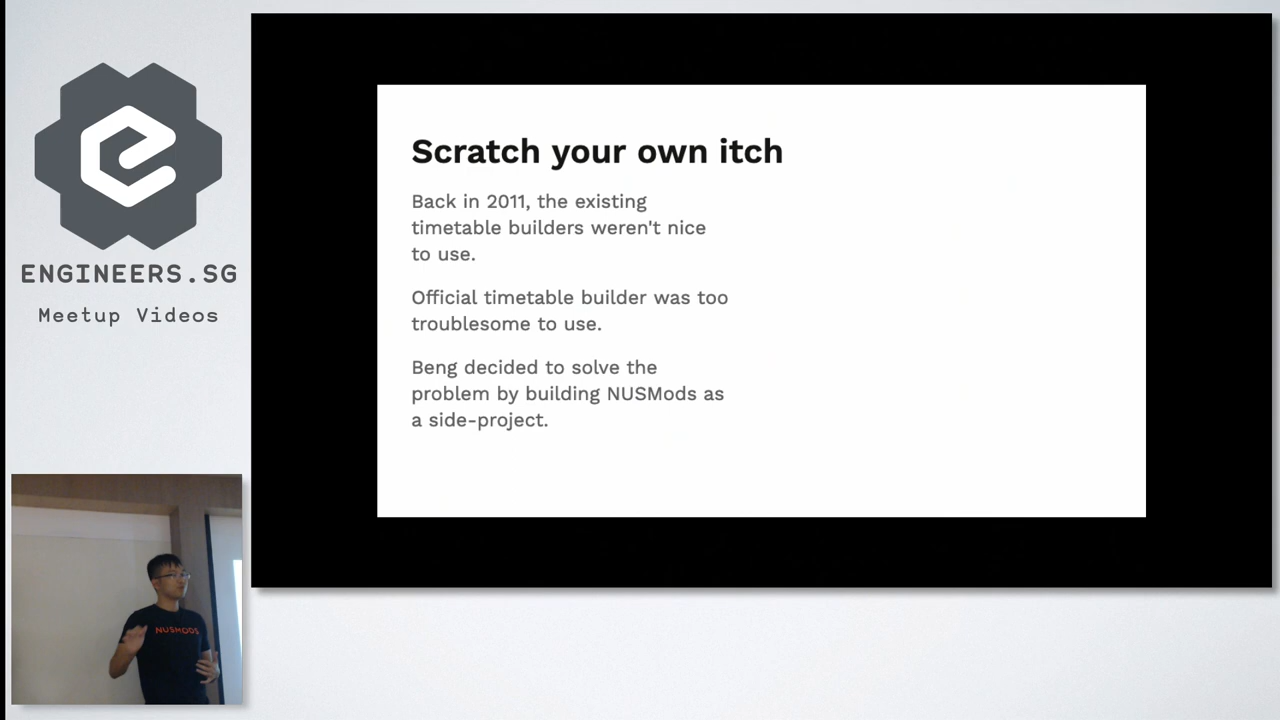 ENGINEERS.SG
Meetup Videos
Scratch your own itch
Back in 2011, the existing
timetable builders weren't nice
to use.
Official timetable builder was too
troublesome to use.
Beng decided to solve the
problem by building NUSMods as
a side-project.
NUSMODS